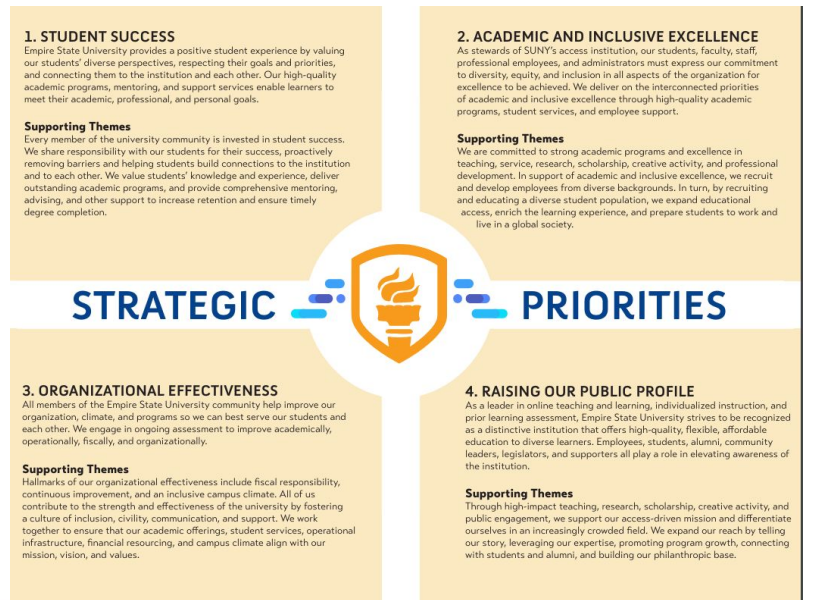 1. STUDENT SUCCESS
Empire State University provides a positive student experience by valuing
our students' diverse perspectives, respecting their goals and priorities,
and connecting them to the institution and each other. Our high-quality
academic programs, mentoring, and support services enable learners to
meet their academic, professional, and personal goals.
Supporting Themes
Every member of the university community is invested in student success.
We share responsibility with our students for their success, proactively
removing barriers and helping students build connections to the institution
and to each other. We value students' knowledge and experience, deliver
outstanding academic programs, and provide comprehensive mentoring,
advising, and other support to increase retention and ensure timely
degree completion.
2. ACADEMIC AND INCLUSIVE EXCELLENCE
As stewards of SUNY's access institution, our students, faculty, staff,
professional employees, and administrators must express our commitment
to diversity, equity, and inclusion in all aspects of the organization for
excellence to be achieved. We deliver on the interconnected priorities
of academic and inclusive excellence through high-quality academic
programs, student services, and employee support.
Supporting Themes
We are committed to strong academic programs and excellence in
teaching, service, research, scholarship, creative activity, and professional
development. In support of academic and inclusive excellence, we recruit
and develop employees from diverse backgrounds. In turn, by recruiting
and educating a diverse student population, we expand educational
access, enrich the learning experience, and prepare students to work and
live in a global society.
STRATEGIC PRIORITIES
3. ORGANIZATIONAL EFFECTIVENESS
All members of the Empire State University community help improve our
organization, climate, and programs so we can best serve our students and
each other. We engage in ongoing assessment to improve academically,
operationally, fiscally, and organizationally.
Supporting Themes
Hallmarks of our organizational effectiveness include fiscal responsibility,
continuous improvement, and an inclusive campus climate. All of us
contribute to the strength and effectiveness of the university by fostering
a culture of inclusion, civility, communication, and support. We work
together to ensure that our academic offerings, student services, operational
infrastructure, financial resourcing, and campus climate align with our
mission, vision, and values.
4. RAISING OUR PUBLIC PROFILE
As a leader in online teaching and learning, individualized instruction, and
prior learning assessment, Empire State University strives to be recognized
as a distinctive institution that offers high-quality, flexible, affordable
education to diverse learners. Employees, students, alumni, community
leaders, legislators, and supporters all play a role in elevating awareness of
the institution.
Supporting Themes
Through high-impact teaching, research, scholarship, creative activity, and
public engagement, we support our access-driven mission and differentiate
ourselves in an increasingly crowded field. We expand our reach by telling
our story, leveraging our expertise, promoting program growth, connecting
with students and alumni, and building our philanthropic base.